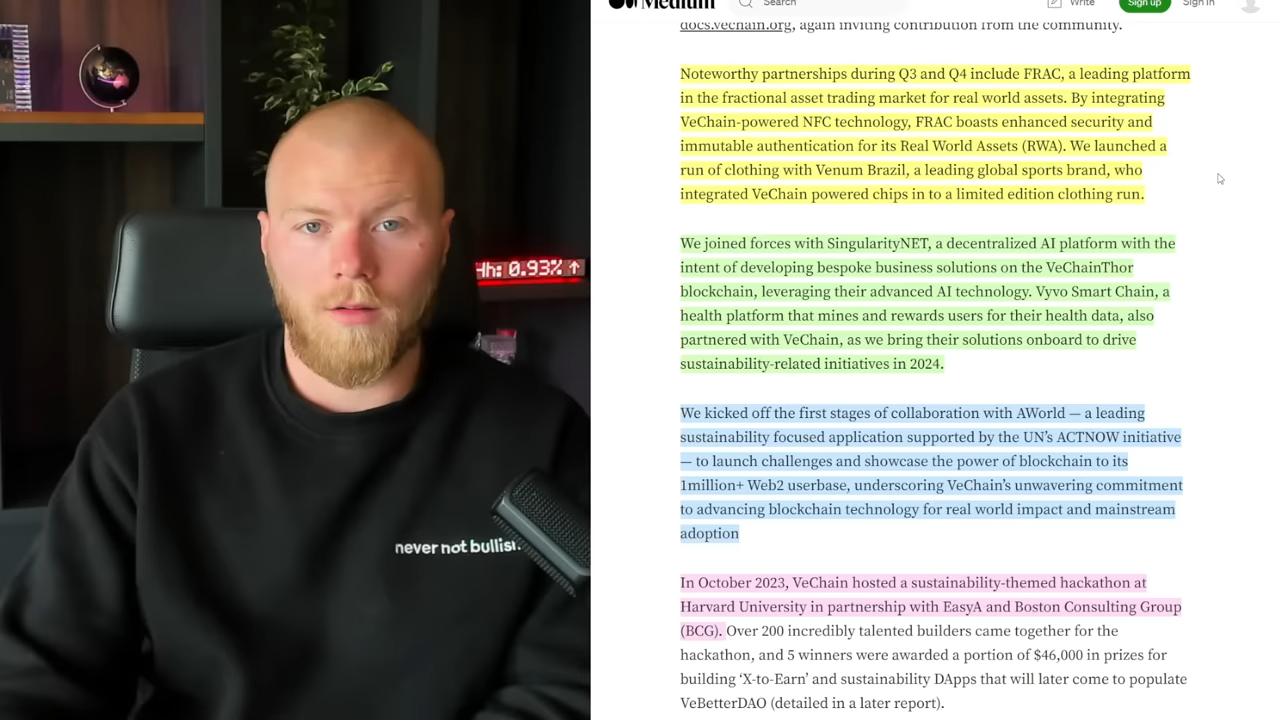 Medium
Search
Write
Sign up
Sign in
docs.vechain.org, again inviting contribution from the community.
Noteworthy partnerships during Q3 and Q4 include FRAC, a leading platform
in the fractional asset trading market for real world assets. By integrating
VeChain-powered NFC technology, FRAC boasts enhanced security and
immutable authentication for its Real World Assets (RWA). We launched a
run of clothing with Venum Brazil, a leading global sports brand, who
integrated VeChain powered chips in to a limited edition clothing run.
We joined forces with SingularityNET, a decentralized AI platform with the
intent of developing bespoke business solutions on the VeChainThor
blockchain, leveraging their advanced AI technology. Vyvo Smart Chain, a
health platform that mines and rewards users for their health data, also
partnered with VeChain, as we bring their solutions onboard to drive
sustainability-related initiatives in 2024.
We kicked off the first stages of collaboration with AWorld — a leading
sustainability focused application supported by the UN's ACTNOW initiative
— to launch challenges and showcase the power of blockchain to its
1million+ Web2 userbase, underscoring VeChain's unwavering commitment
to advancing blockchain technology for real world impact and mainstream
adoption
In October 2023, VeChain hosted a sustainability-themed hackathon at
Harvard University in partnership with EasyA and Boston Consulting Group
(BCG). Over 200 incredibly talented builders came together for the
hackathon, and 5 winners were awarded a portion of $46,000 in prizes for
building 'X-to-Earn' and sustainability DApps that will later come to populate
VeBetterDAO (detailed in a later report).
0.93% ↑
never not bullis